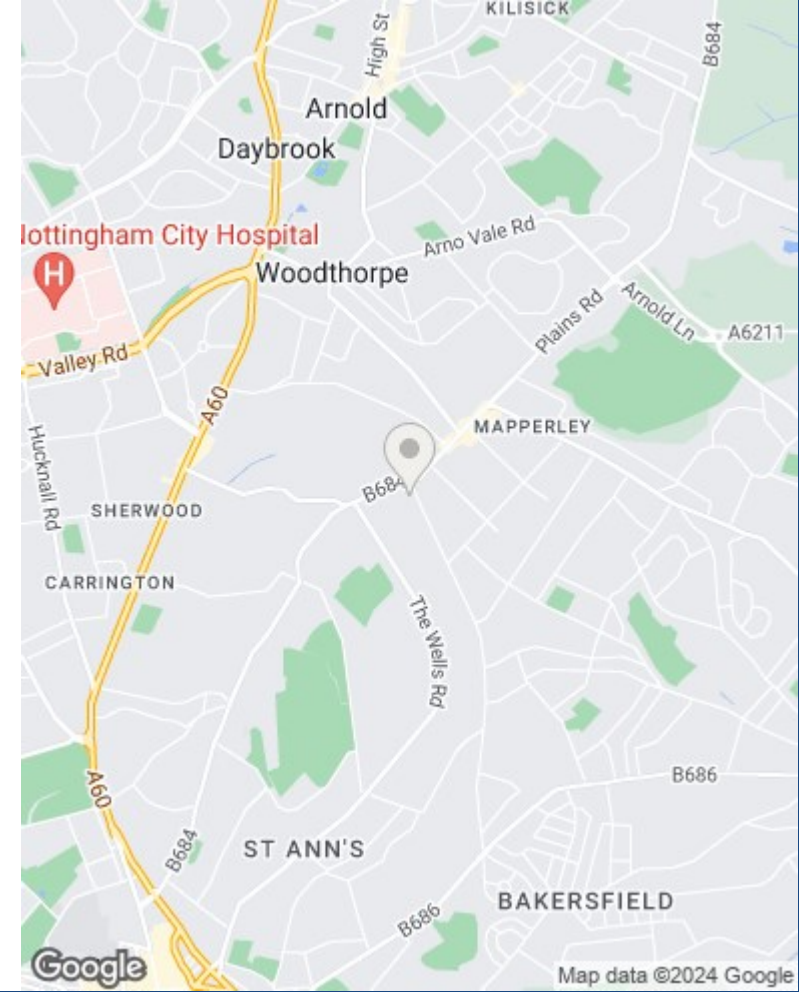 KILISICK
High St
B684
Arnold
Daybrook
Nottingham City Hospital
H
Arno Vale Rd
Woodthorpe
Plains Rd
Arnold Ln
A6211
Valley Rd
A60
MAPPERLEY
Hucknall Rd
B684
SHERWOOD
CARRINGTON
The Wells Rd
A60
B686
B684
ST ANN'S
BAKERSFIELD
B686
Google
Map data ©2024 Google